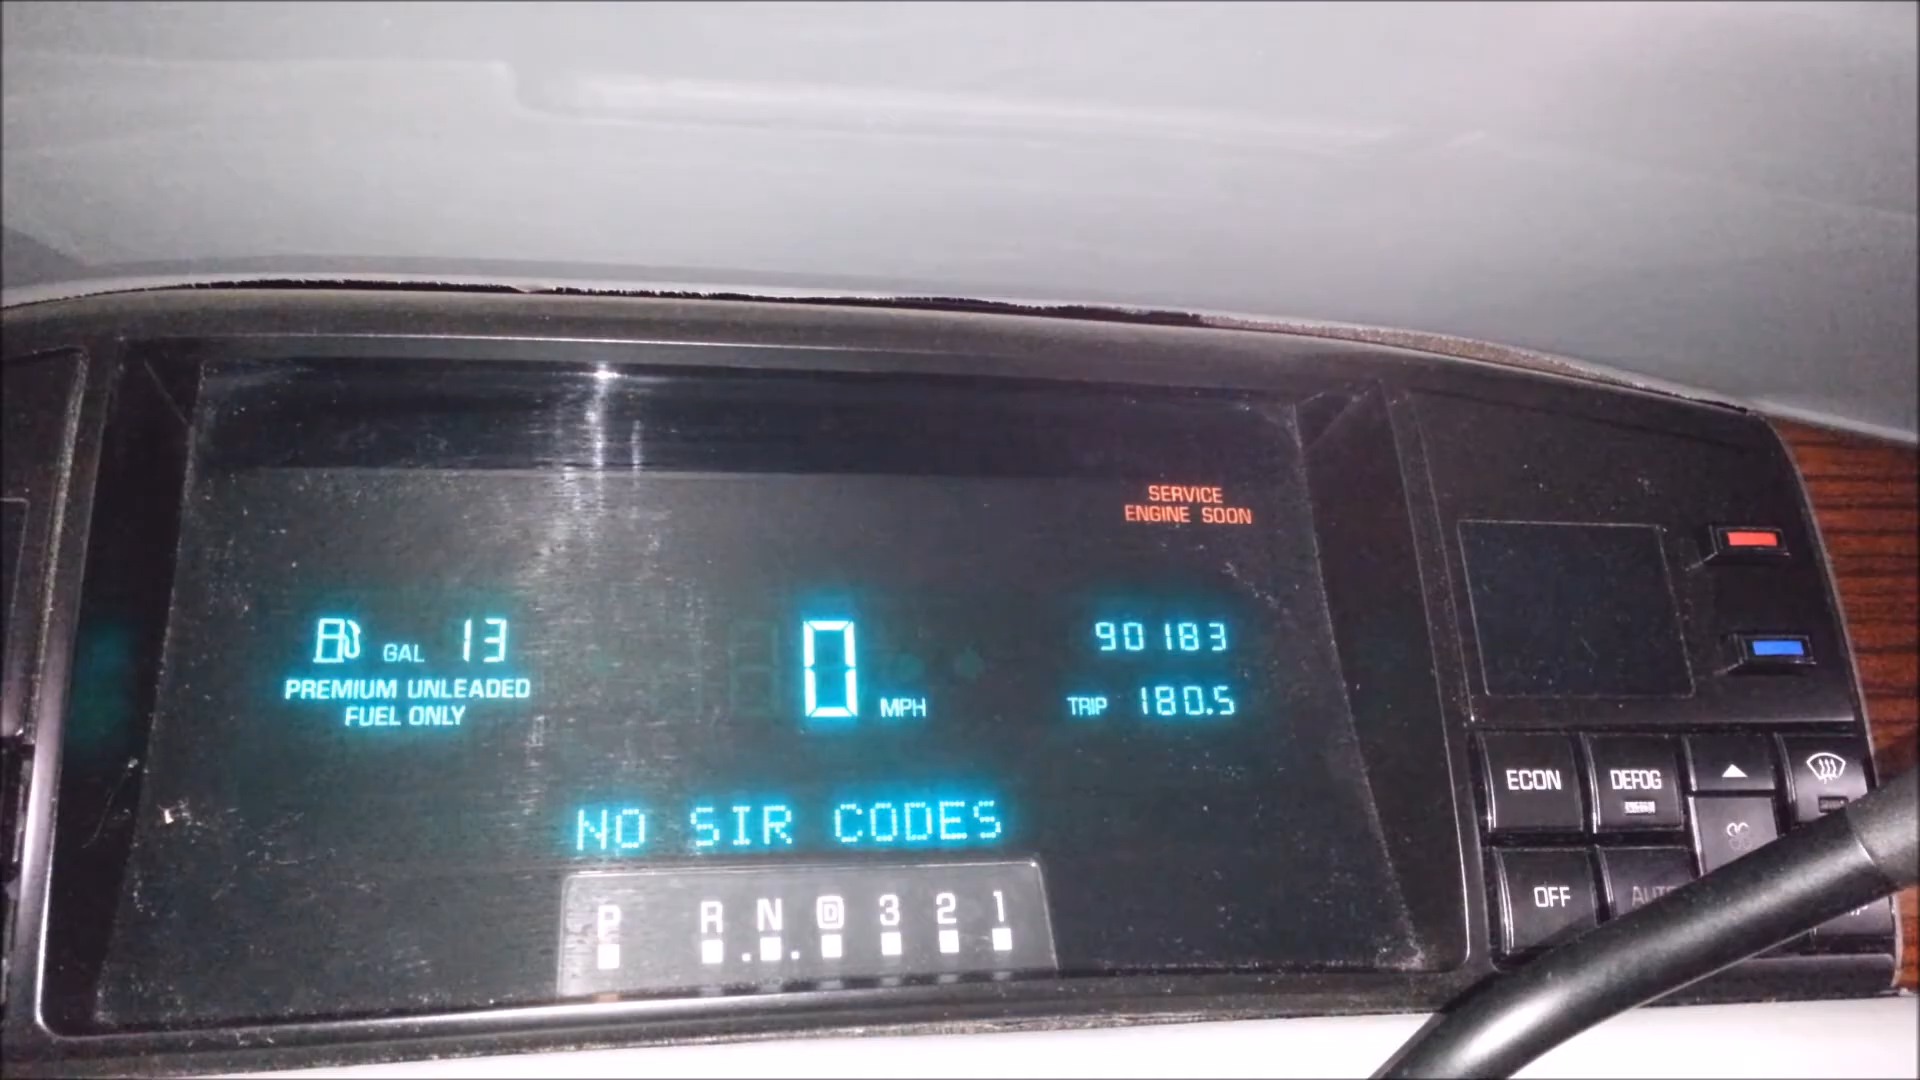 SERVICE
ENGINE SOON
GAL 13
PREMIUM UNLEADED
FUEL ONLY
0 MPH
90183
TRIP 180.5
NO SIR CODES
P R N D 3 2 1
ECON
DEFOG
OFF
AUTO